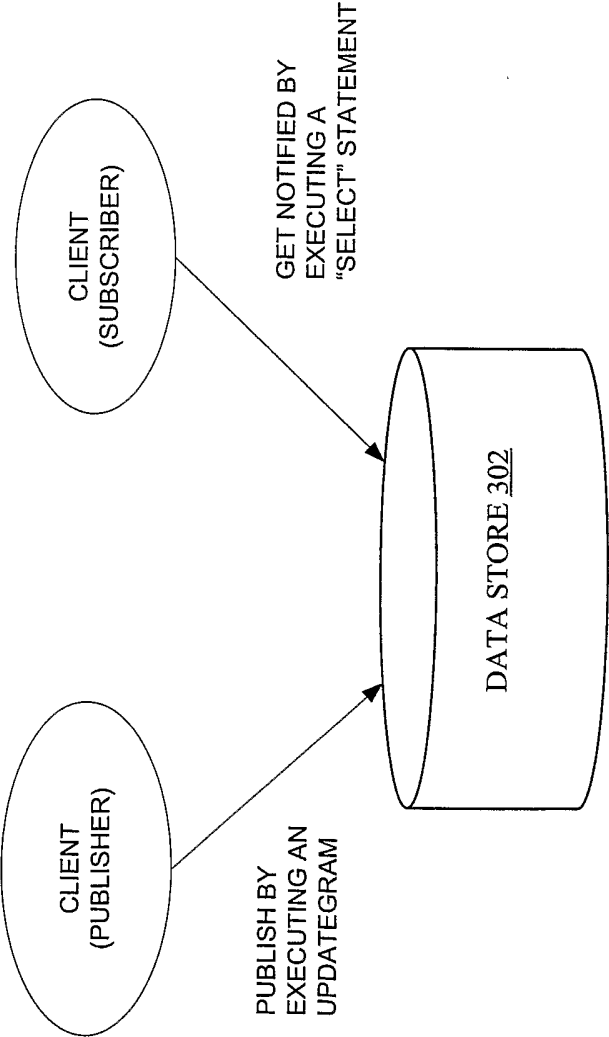 CLIENT
(PUBLISHER)
CLIENT
(SUBSCRIBER)
PUBLISH BY
EXECUTING AN
UPDATEGRAM
GET NOTIFIED BY
EXECUTING A
“SELECT” STATEMENT
DATA STORE 302